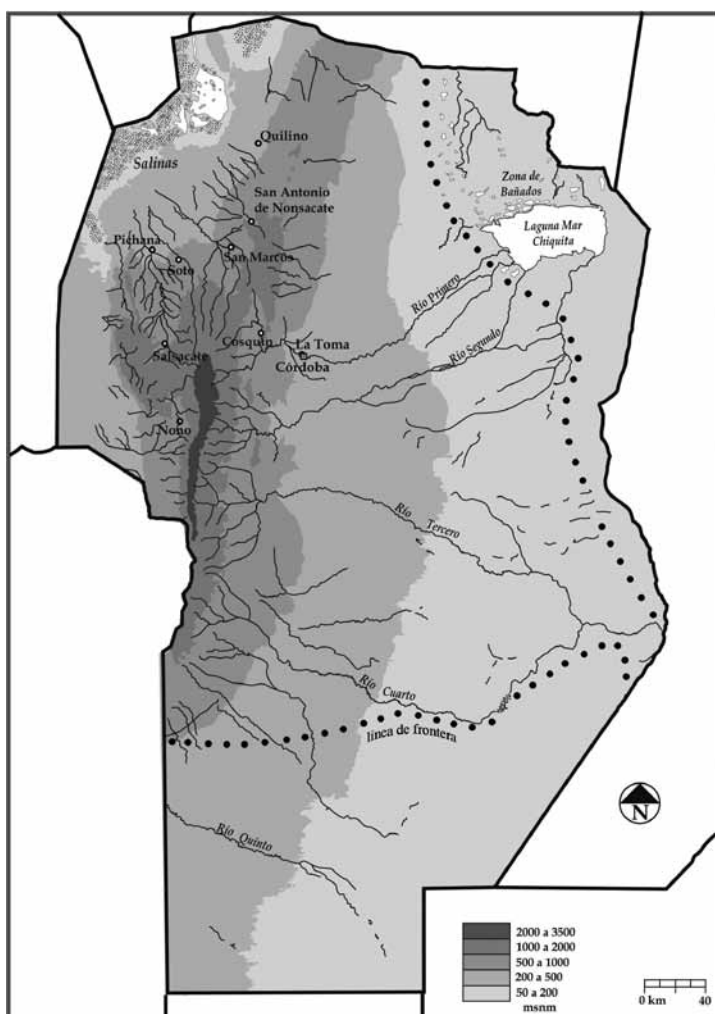 Quilino
Salinas
San Antonio
de Nonsacate
Zona de
Bañados
Laguna Mar
Chiquita
Pichana
Soto
San Marcos
Río Primero
Cosquín
La Toma
Córdoba
Río Segundo
Salsacate
Nono
Río Tercero
Río Cuarto
línea de frontera
Río Quinto
N
2000 a 3500
1000 a 2000
500 a 1000
200 a 500
50 a 200
msnm
0 km 40